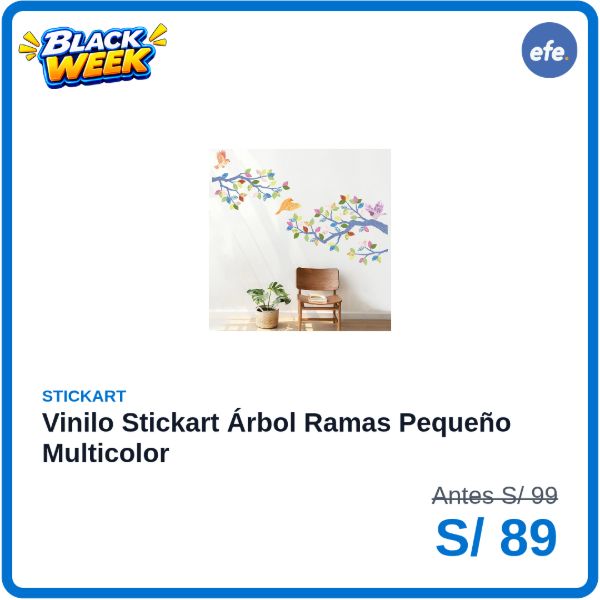 BLACK
WEEK
efe.
STICKART
Vinilo Stickart Árbol Ramas Pequeño
Multicolor
Antes S/ 99
S/ 89